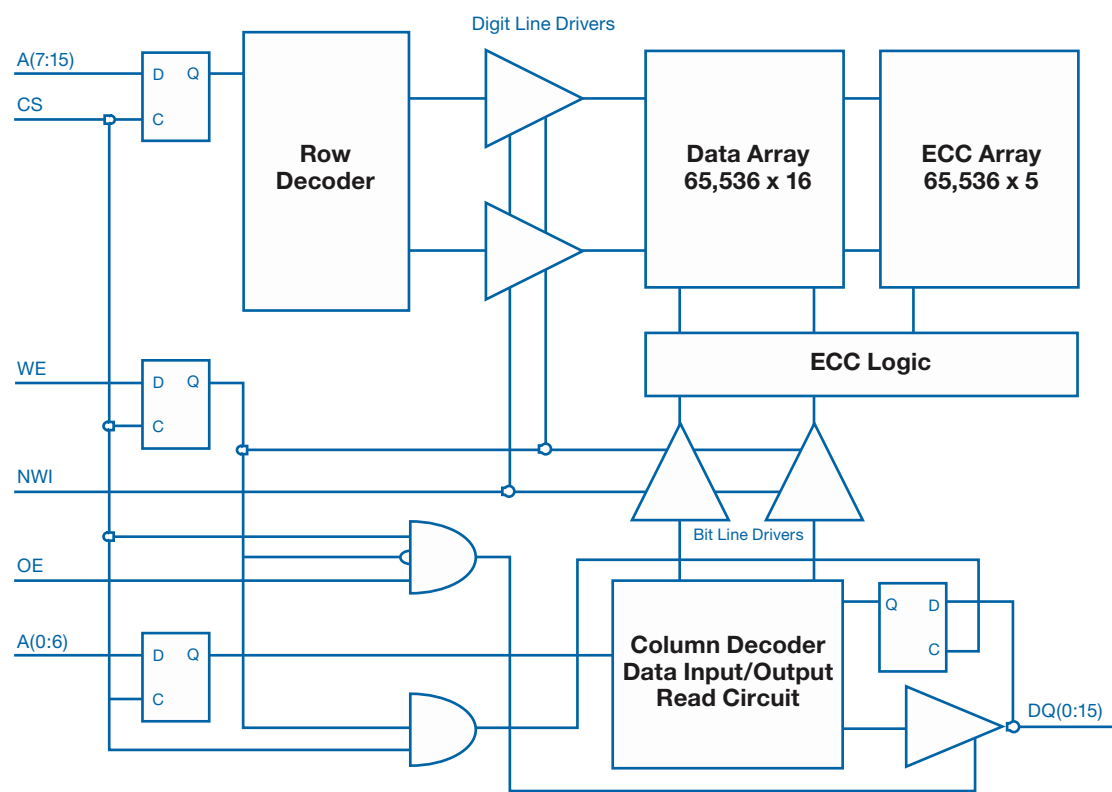 Digit Line Drivers
A(7:15)
D Q
CS
C
Row
Decoder
Data Array
65,536 x 16
ECC Array
65,536 x 5
WE
D Q
C
ECC Logic
NWI
Bit Line Drivers
OE
A(0:6)
D Q
C
Column Decoder
Data Input/Output
Read Circuit
Q D
C
DQ(0:15)